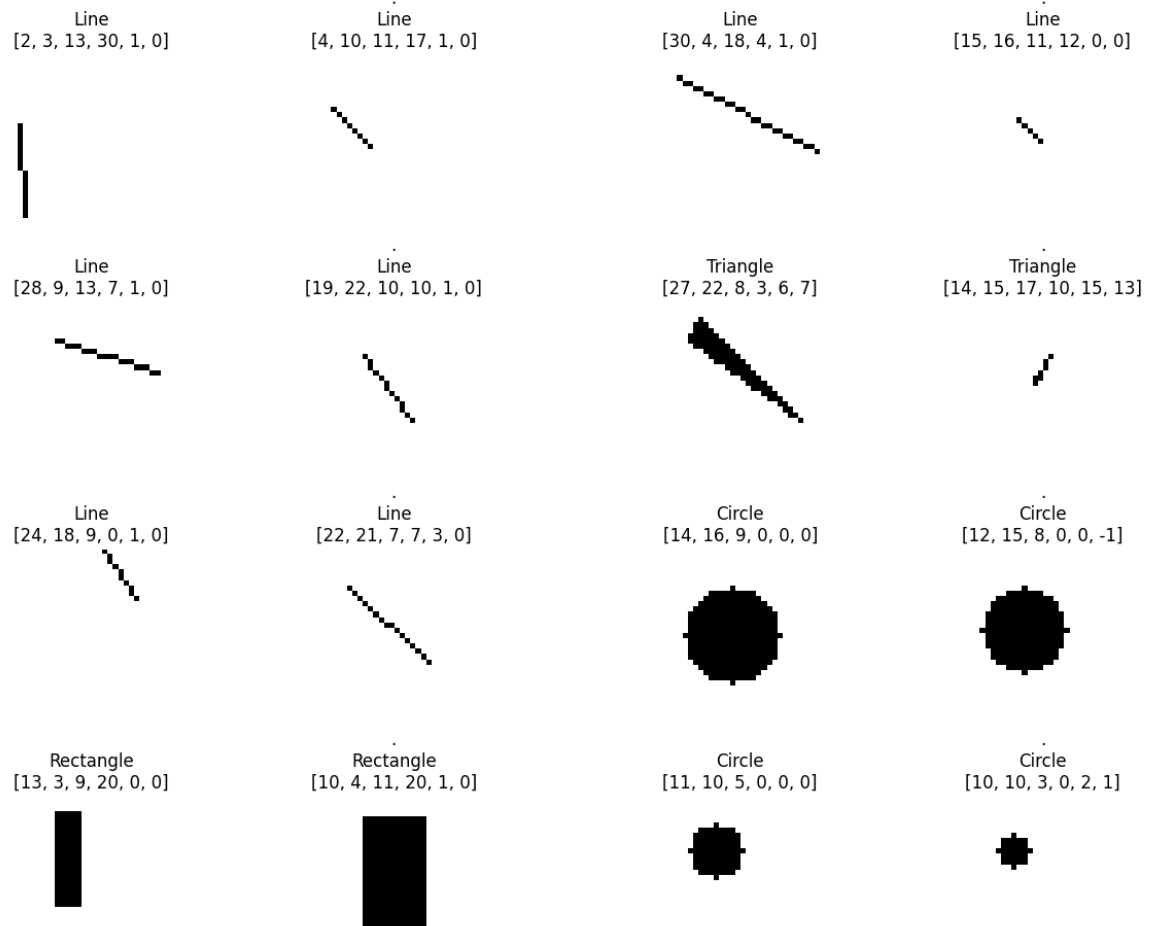 Line
[2, 3, 13, 30, 1, 0]
Line
[4, 10, 11, 17, 1, 0]
Line
[30, 4, 18, 4, 1, 0]
Line
[15, 16, 11, 12, 0, 0]
Line
[28, 9, 13, 7, 1, 0]
Line
[19, 22, 10, 10, 1, 0]
Triangle
[27, 22, 8, 3, 6, 7]
Triangle
[14, 15, 17, 10, 15, 13]
Line
[24, 18, 9, 0, 1, 0]
Line
[22, 21, 7, 7, 3, 0]
Circle
[14, 16, 9, 0, 0, 0]
Circle
[12, 15, 8, 0, 0, -1]
Rectangle
[13, 3, 9, 20, 0, 0]
Rectangle
[10, 4, 11, 20, 1, 0]
Circle
[11, 10, 5, 0, 0, 0]
Circle
[10, 10, 3, 0, 2, 1]